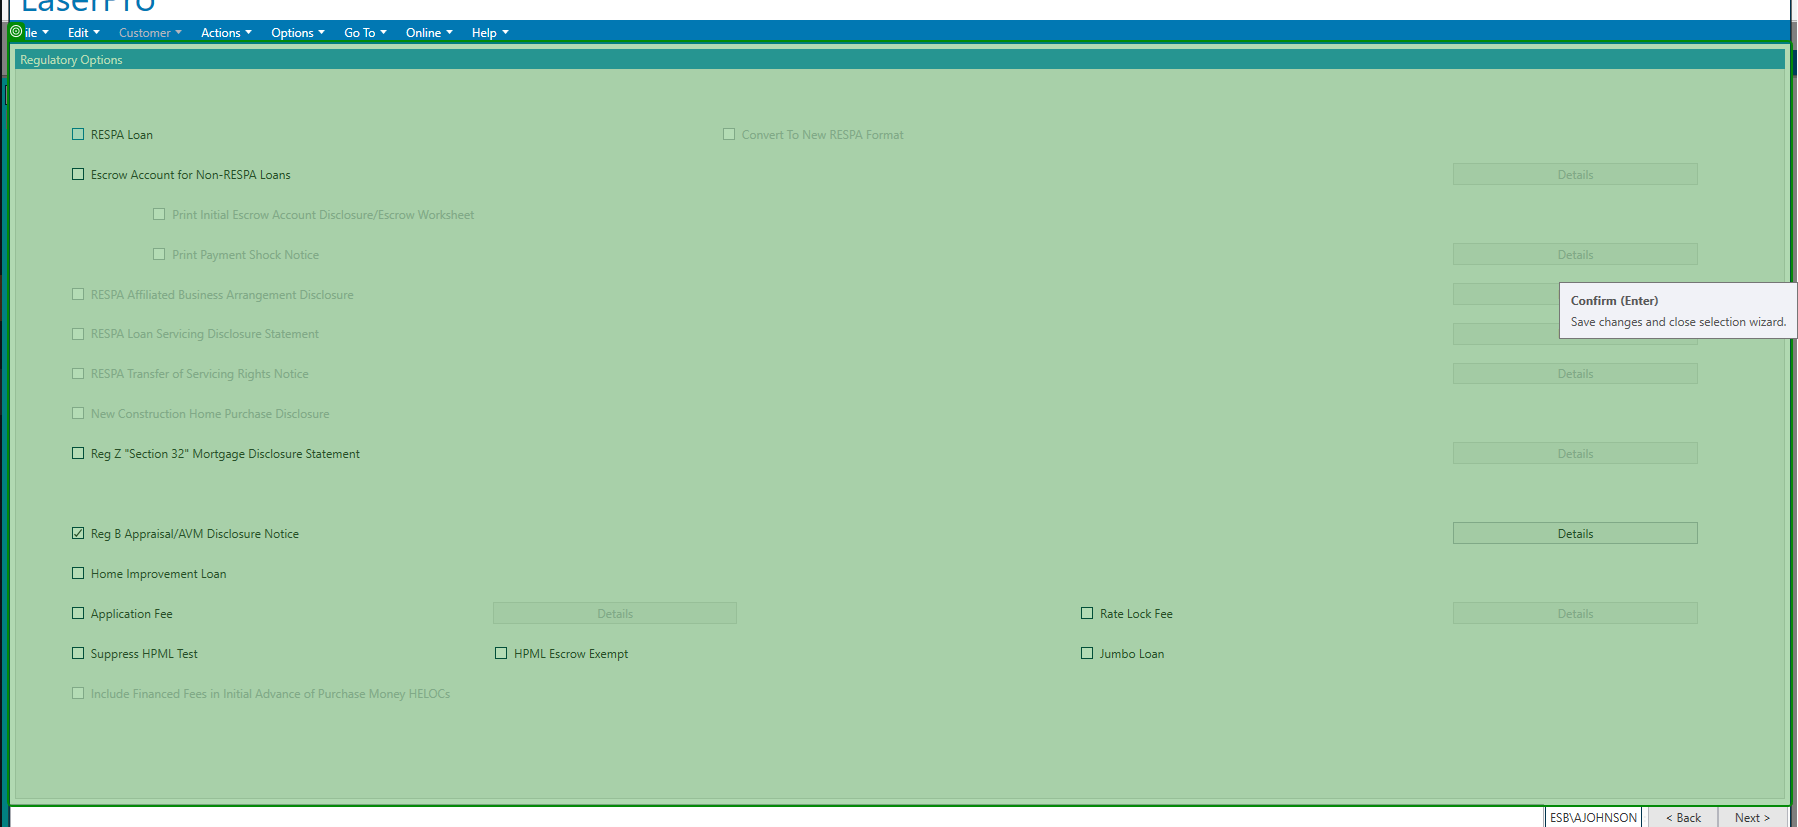 LaserPro
ile Edit Customer Actions Options Go To Online Help
Regulatory Options
RESPA Loan Convert To New RESPA Format
Escrow Account for Non-RESPA Loans Details
Print Initial Escrow Account Disclosure/Escrow Worksheet
Print Payment Shock Notice Details
RESPA Affiliated Business Arrangement Disclosure
Confirm (Enter)
Save changes and close selection wizard.
RESPA Loan Servicing Disclosure Statement
RESPA Transfer of Servicing Rights Notice Details
New Construction Home Purchase Disclosure
Reg Z "Section 32" Mortgage Disclosure Statement Details
Reg B Appraisal/AVM Disclosure Notice Details
Home Improvement Loan
Application Fee Details Rate Lock Fee Details
Suppress HPML Test HPML Escrow Exempt Jumbo Loan
Include Financed Fees in Initial Advance of Purchase Money HELOCs
ESB\AJOHNSON < Back Next >